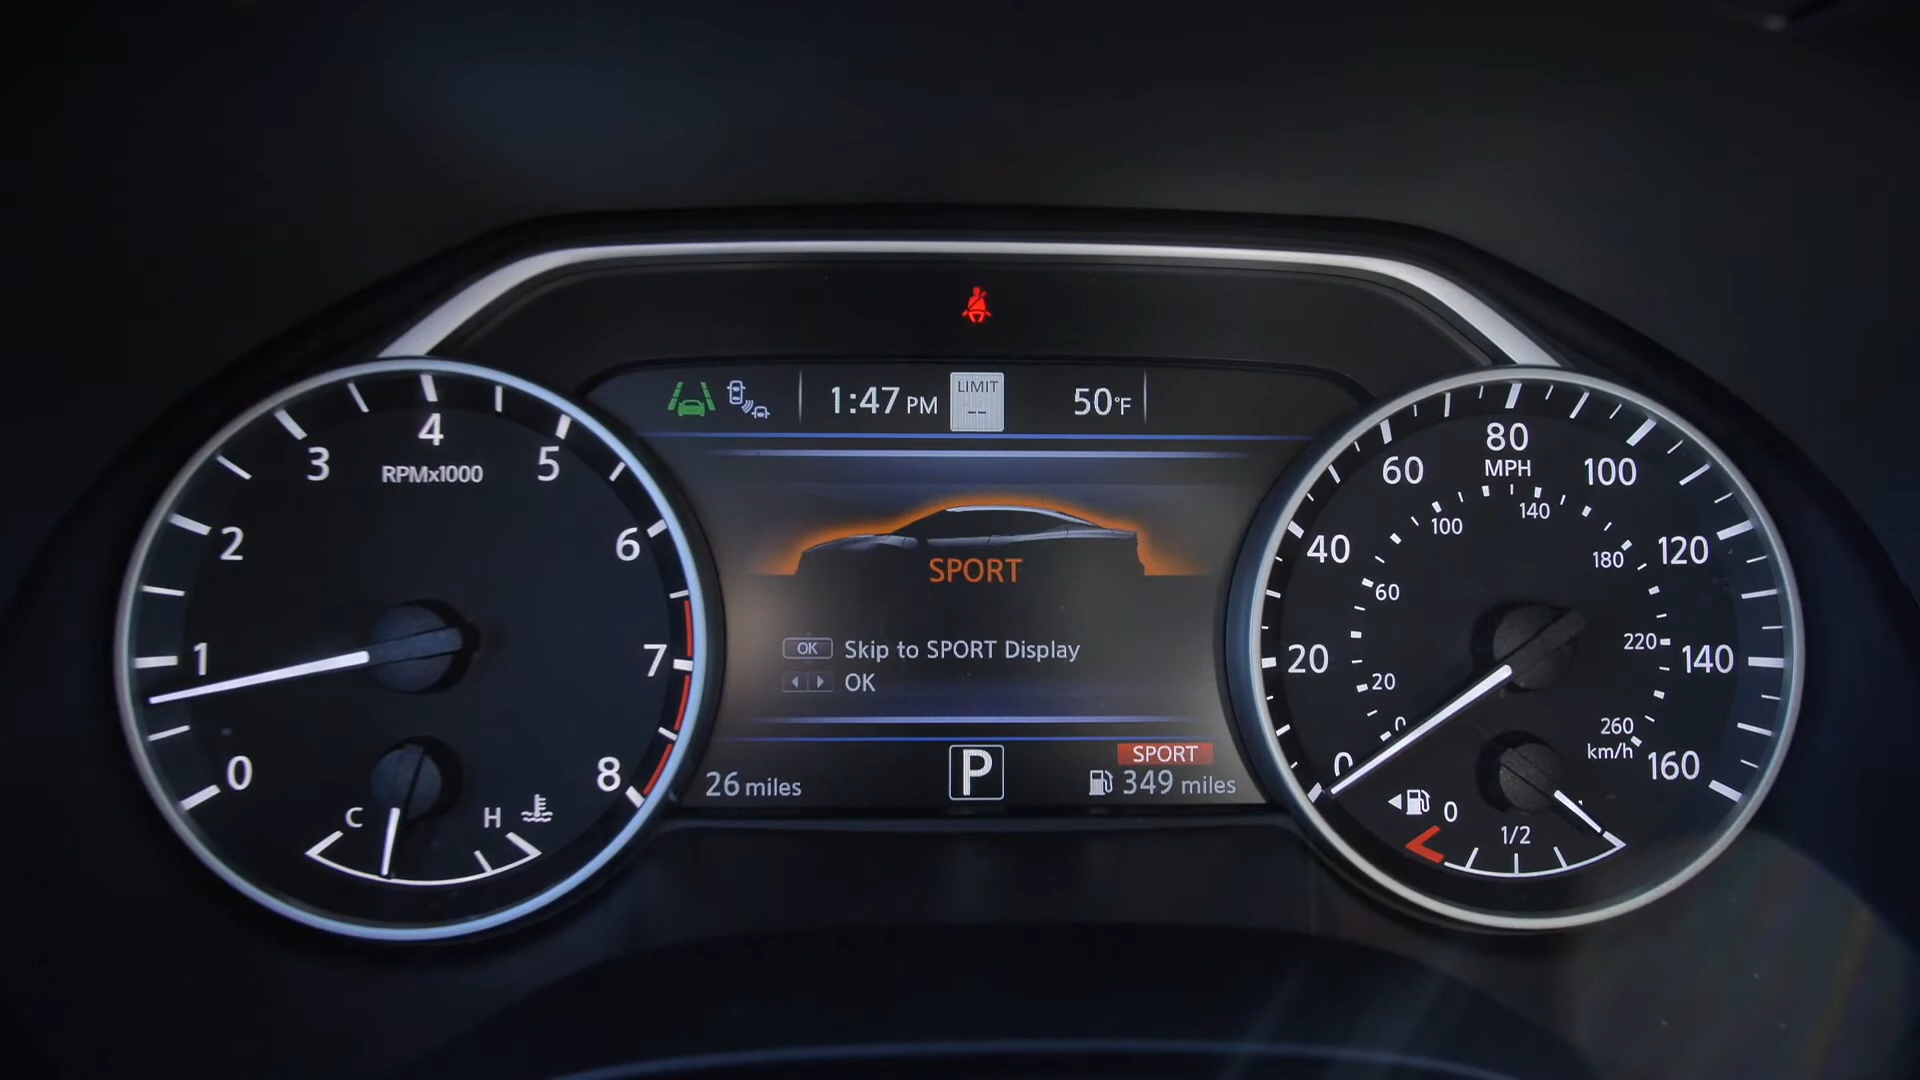 1:47 PM
LIMIT
--
50°F
0
1
2
3
4
5
6
7
8
RPMx1000
C
H
SPORT
OK Skip to SPORT Display
OK
26 miles
P
SPORT
349 miles
0
20
40
60
80
100
120
140
160
MPH
0
20
60
100
140
180
220
260
km/h
0
1/2